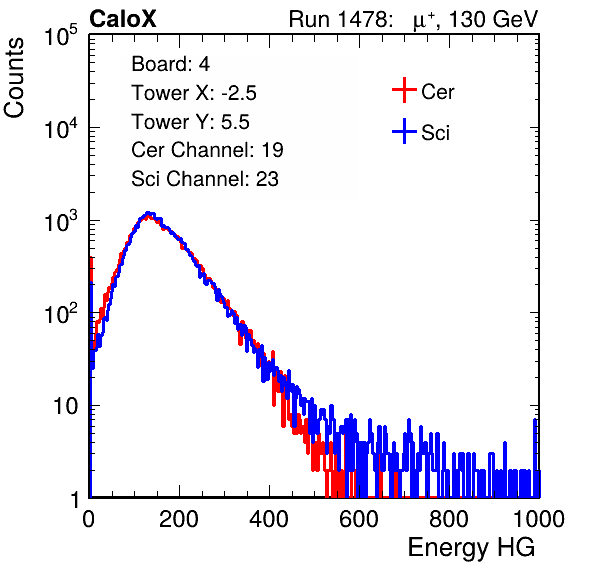 CaloX Run 1478: μ⁺, 130 GeV
Counts
10⁵
10⁴
10³
10²
10
1
Board: 4
Tower X: -2.5
Tower Y: 5.5
Cer Channel: 19
Sci Channel: 23
Cer
Sci
0 200 400 600 800 1000
Energy HG